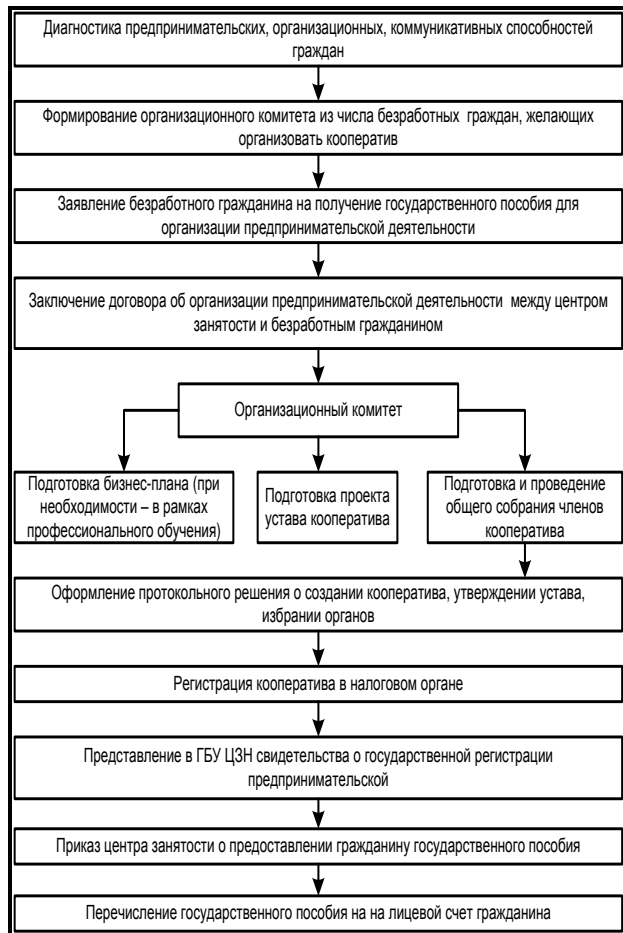 Диагностика предпринимательских, организационных, коммуникативных способностей
граждан
Формирование организационного комитета из числа безработных граждан, желающих
организовать кооператив
Заявление безработного гражданина на получение государственного пособия для
организации предпринимательской деятельности
Заключение договора об организации предпринимательской деятельности между центром
занятости и безработным гражданином
Организационный комитет
Подготовка бизнес-плана (при
необходимости – в рамках
профессионального обучения)
Подготовка проекта
устава кооператива
Подготовка и проведение
общего собрания членов
кооператива
Оформление протокольного решения о создании кооператива, утверждении устава,
избрании органов
Регистрация кооператива в налоговом органе
Представление в ГБУ ЦЗН свидетельства о государственной регистрации
предпринимательской
Приказ центра занятости о предоставлении гражданину государственного пособия
Перечисление государственного пособия на на лицевой счет гражданина